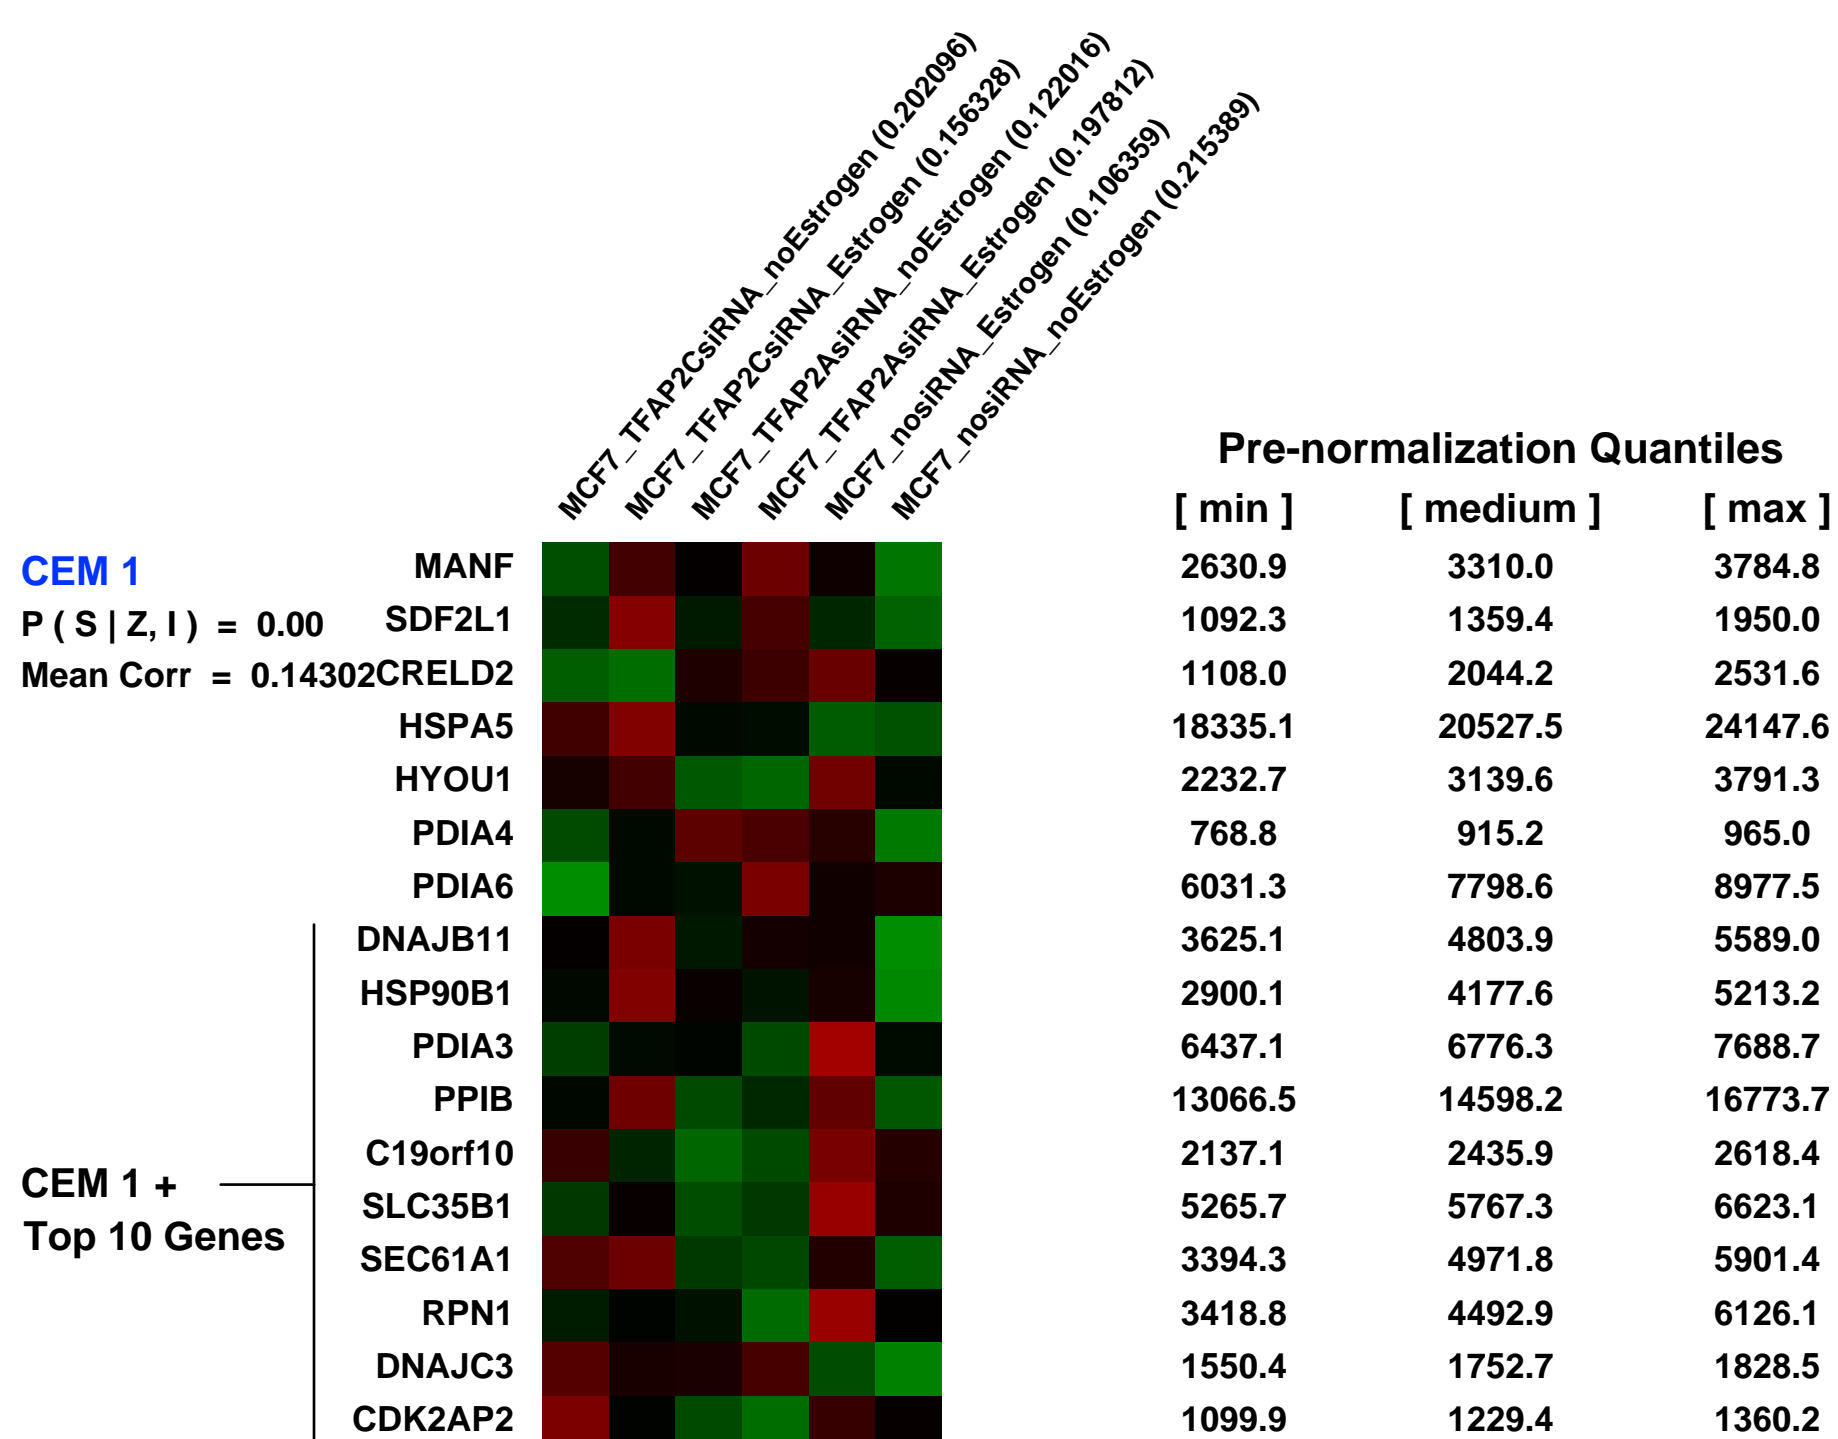 MCF7_TFAP2CsiRNA_noEstrogen (0.202096)
MCF7_TFAP2CsiRNA_Estrogen (0.156328)
MCF7_TFAP2AsiRNA_noEstrogen (0.122016)
MCF7_TFAP2AsiRNA_Estrogen (0.197812)
MCF7_nosiRNA_Estrogen (0.106359)
MCF7_nosiRNA_noEstrogen (0.215389)
Pre-normalization Quantiles
[ min ] [ medium ] [ max ]
CEM 1 MANF 2630.9 3310.0 3784.8
P ( S | Z, I ) = 0.00 SDF2L1 1092.3 1359.4 1950.0
Mean Corr = 0.14302 CRELD2 1108.0 2044.2 2531.6
HSPA5 18335.1 20527.5 24147.6
HYOU1 2232.7 3139.6 3791.3
PDIA4 768.8 915.2 965.0
PDIA6 6031.3 7798.6 8977.5
DNAJB11 3625.1 4803.9 5589.0
HSP90B1 2900.1 4177.6 5213.2
PDIA3 6437.1 6776.3 7688.7
PPIB 13066.5 14598.2 16773.7
C19orf10 2137.1 2435.9 2618.4
CEM 1 +
SLC35B1 5265.7 5767.3 6623.1
Top 10 Genes
SEC61A1 3394.3 4971.8 5901.4
RPN1 3418.8 4492.9 6126.1
DNAJC3 1550.4 1752.7 1828.5
CDK2AP2 1099.9 1229.4 1360.2